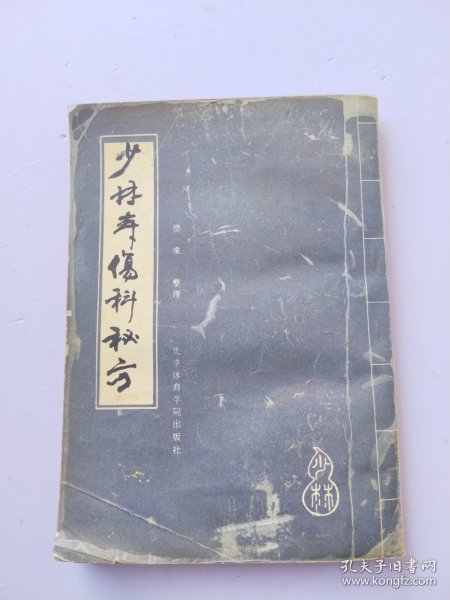 少林寺傷科秘方
德虔 整理
北京体育学院出版社
少林
孔夫子旧书网
www.kongfz.com